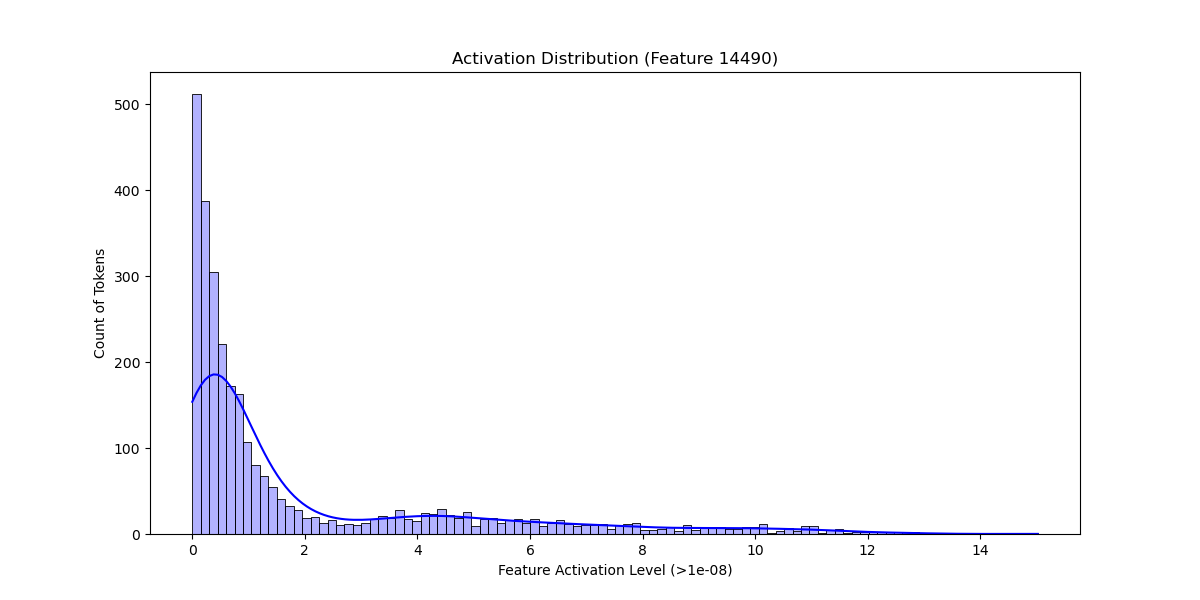 Activation Distribution (Feature 14490)
500
400
300
200
100
0
Count of Tokens
0 2 4 6 8 10 12 14
Feature Activation Level (>1e-08)